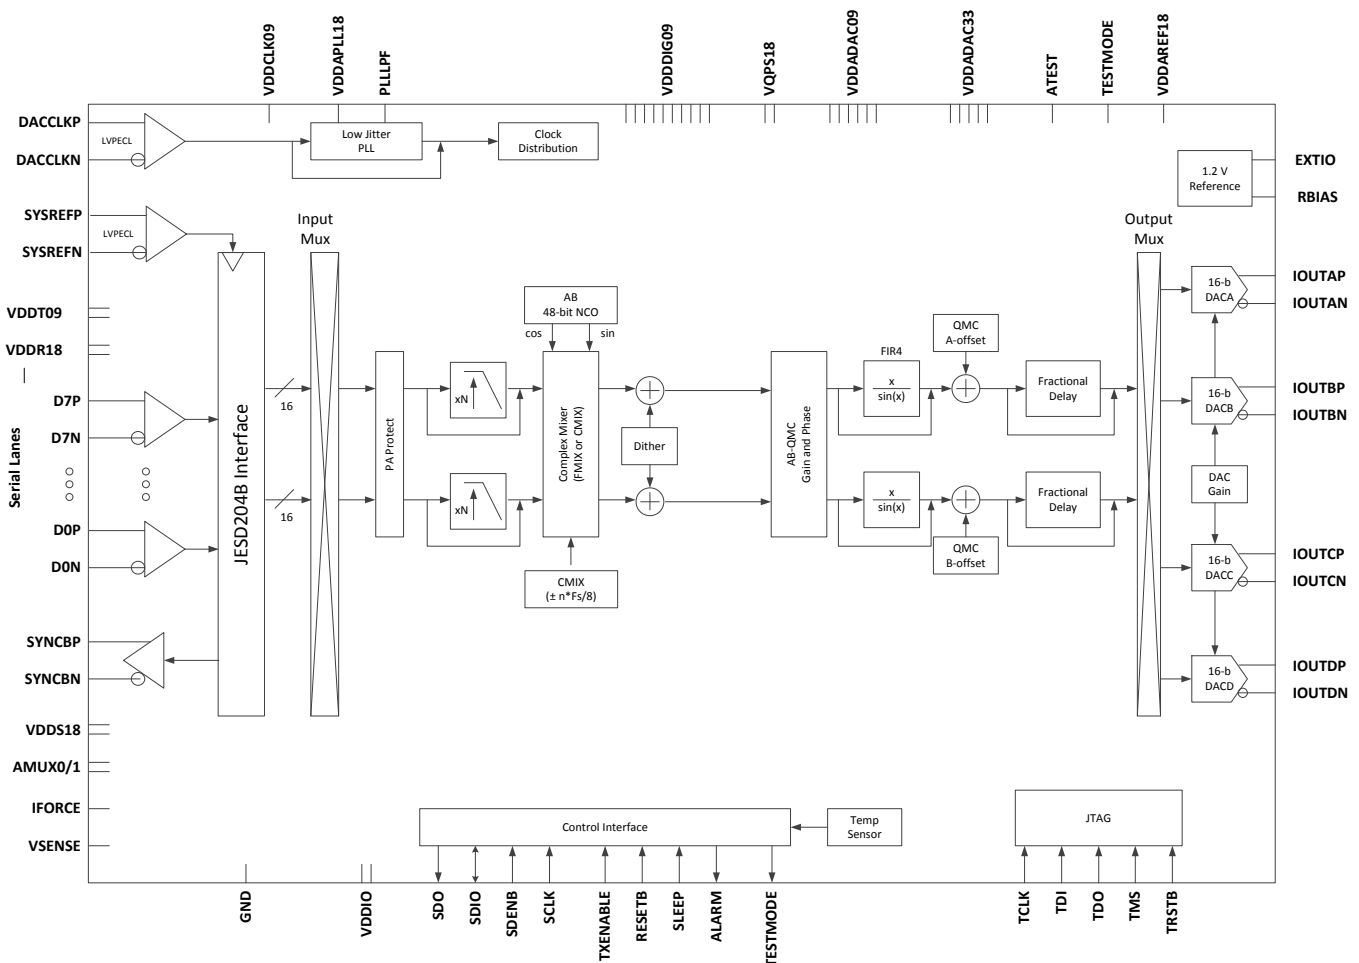 VDDCLK09
VDDAPLL18
PLLLPF
VDDDIG09
VQPS18
VDDADAC09
VDDADAC33
ATEST
TESTMODE
VDDAREF18
DACCLKP
LVPECL
DACCLKN
Low Jitter
PLL
Clock
Distribution
1.2 V
Reference
EXTIO
RBIAS
SYSREFP
LVPECL
SYSREFN
Input
Mux
Output
Mux
VDDT09
VDDR18
Serial Lanes
D7P
D7N
D0P
D0N
SYNCBP
SYNCBN
VDDS18
AMUX0/1
IFORCE
VSENSE
JESD204B Interface
16
16
PA Protect
xN
xN
AB
48-bit NCO
cos
sin
Complex Mixer
(FMIX or CMIX)
CMIX
(± n*Fs/8)
Dither
AB-QMC
Gain and Phase
FIR4
x
sin(x)
x
sin(x)
QMC
A-offset
QMC
B-offset
Fractional
Delay
Fractional
Delay
16-b
DACA
16-b
DACB
DAC
Gain
16-b
DACC
16-b
DACD
IOUTAP
IOUTAN
IOUTBP
IOUTBN
IOUTCP
IOUTCN
IOUTDP
IOUTDN
Control Interface
Temp
Sensor
JTAG
GND
VDDIO
SDO
SDIO
SDENB
SCLK
TXENABLE
RESETB
SLEEP
ALARM
TESTMODE
TCLK
TDI
TDO
TMS
TRSTB